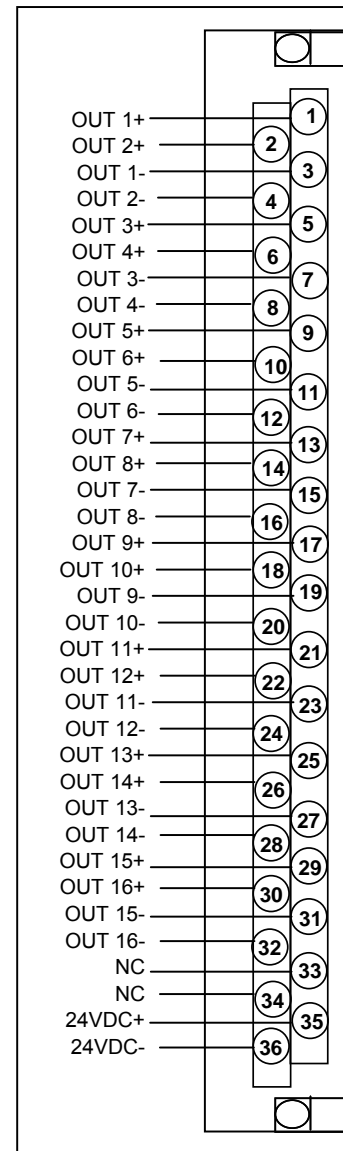 OUT 1+ 1
OUT 2+ 2
OUT 1- 3
OUT 2- 4
OUT 3+ 5
OUT 4+ 6
OUT 3- 7
OUT 4- 8
OUT 5+ 9
OUT 6+ 10
OUT 5- 11
OUT 6- 12
OUT 7+ 13
OUT 8+ 14
OUT 7- 15
OUT 8- 16
OUT 9+ 17
OUT 10+ 18
OUT 9- 19
OUT 10- 20
OUT 11+ 21
OUT 12+ 22
OUT 11- 23
OUT 12- 24
OUT 13+ 25
OUT 14+ 26
OUT 13- 27
OUT 14- 28
OUT 15+ 29
OUT 16+ 30
OUT 15- 31
OUT 16- 32
NC 33
NC 34
24VDC+ 35
24VDC- 36